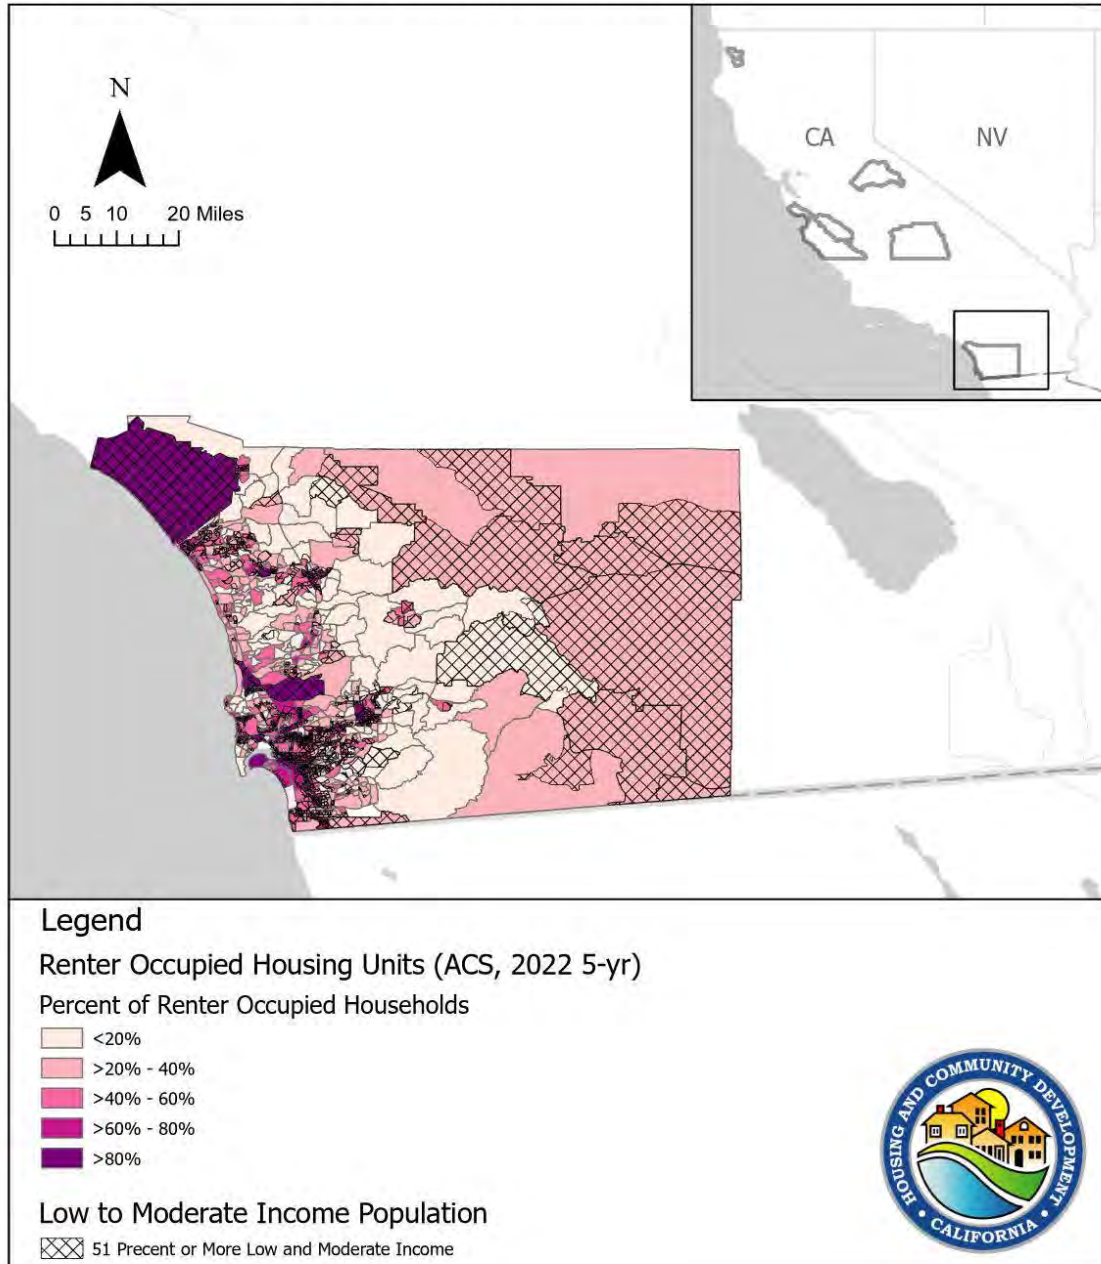 N
0 5 10 20 Miles
CA
NV
Legend
Renter Occupied Housing Units (ACS, 2022 5-yr)
Percent of Renter Occupied Households
<20%
>20% - 40%
>40% - 60%
>60% - 80%
>80%
Low to Moderate Income Population
51 Precent or More Low and Moderate Income
HOUSING AND COMMUNITY DEVELOPMENT
• CALIFORNIA •